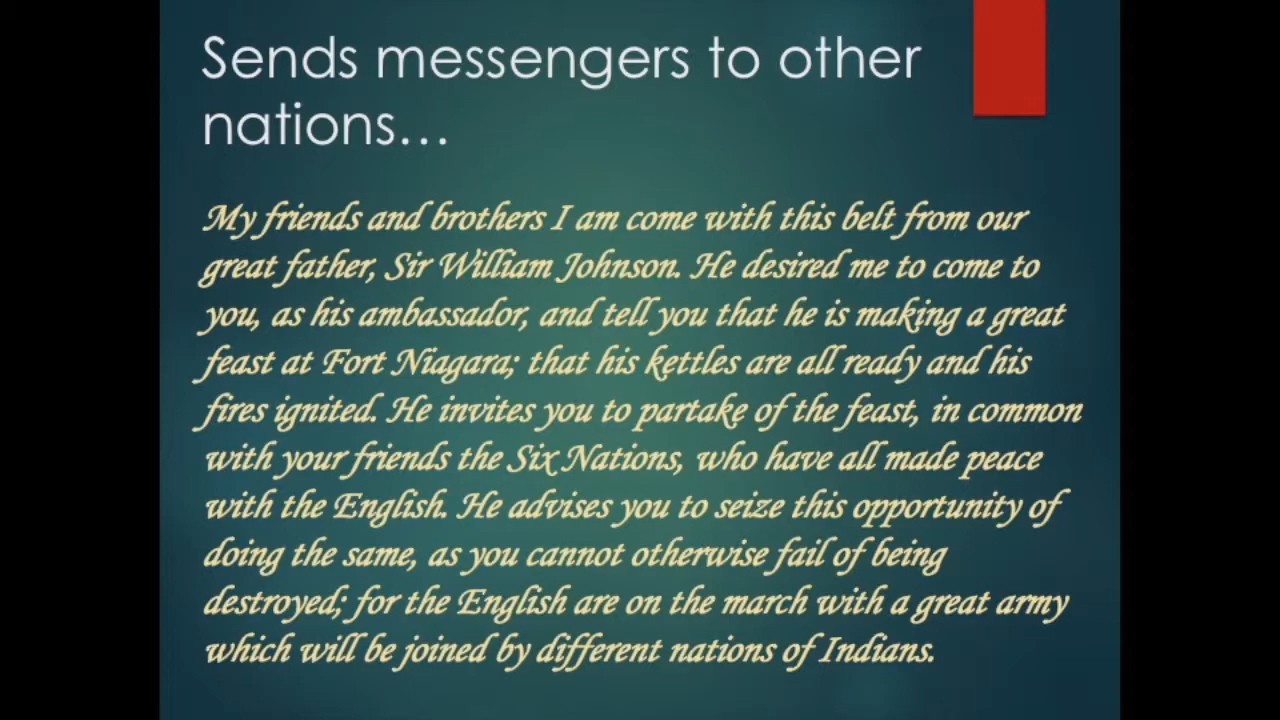 Sends messengers to other
nations…
My friends and brothers I am come with this belt from our
great father, Sir William Johnson. He desired me to come to
you, as his ambassador, and tell you that he is making a great
feast at Fort Niagara; that his kettles are all ready and his
fires ignited. He invites you to partake of the feast, in common
with your friends the Six Nations, who have all made peace
with the English. He advises you to seize this opportunity of
doing the same, as you cannot otherwise fail of being
destroyed; for the English are on the march with a great army
which will be joined by different nations of Indians.